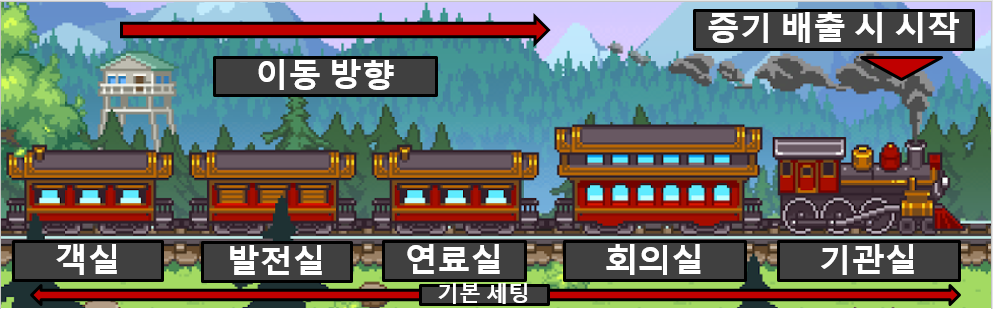 증기 배출 시 시작
이동 방향
객실
발전실
연료실
회의실
기관실
기본 세팅